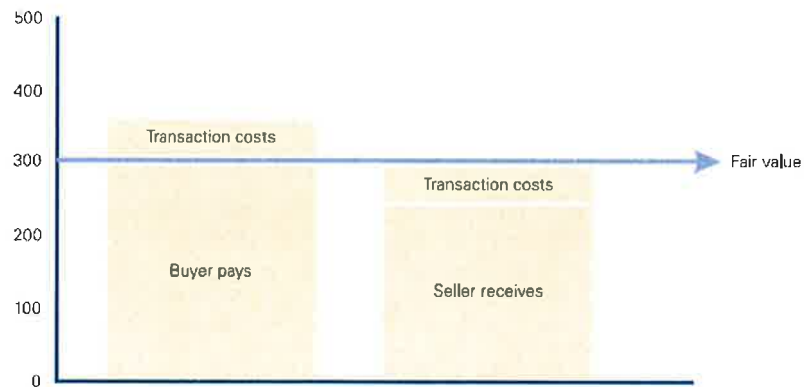 500
400
Transaction costs
300
Fair value
Transaction costs
200
Buyer pays
Seller receives
100
0